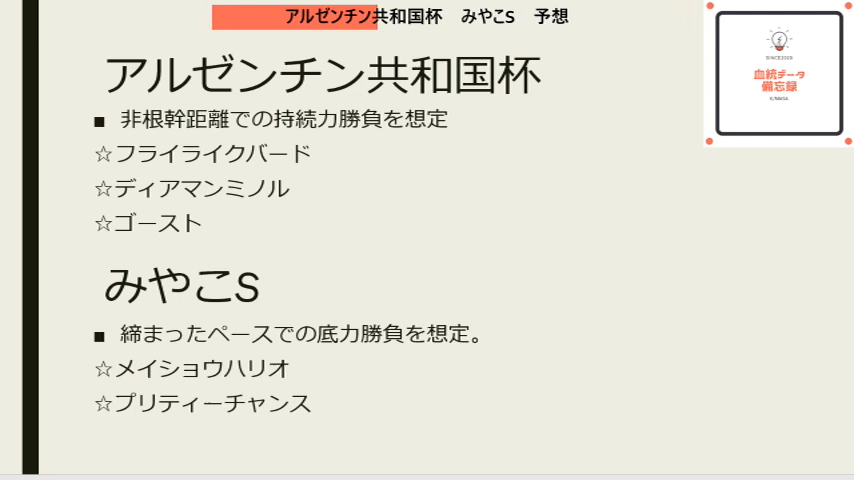 アルゼンチン共和国杯　みやこS　予想
SINCE2009
血統データ
備忘録
アルゼンチン共和国杯
■ 非根幹距離での持続力勝負を想定
☆フライライクバード
☆ディアマンミノル
☆ゴースト
みやこS
■ 締まったペースでの底力勝負を想定。
☆メイショウハリオ
☆プリティーチャンス